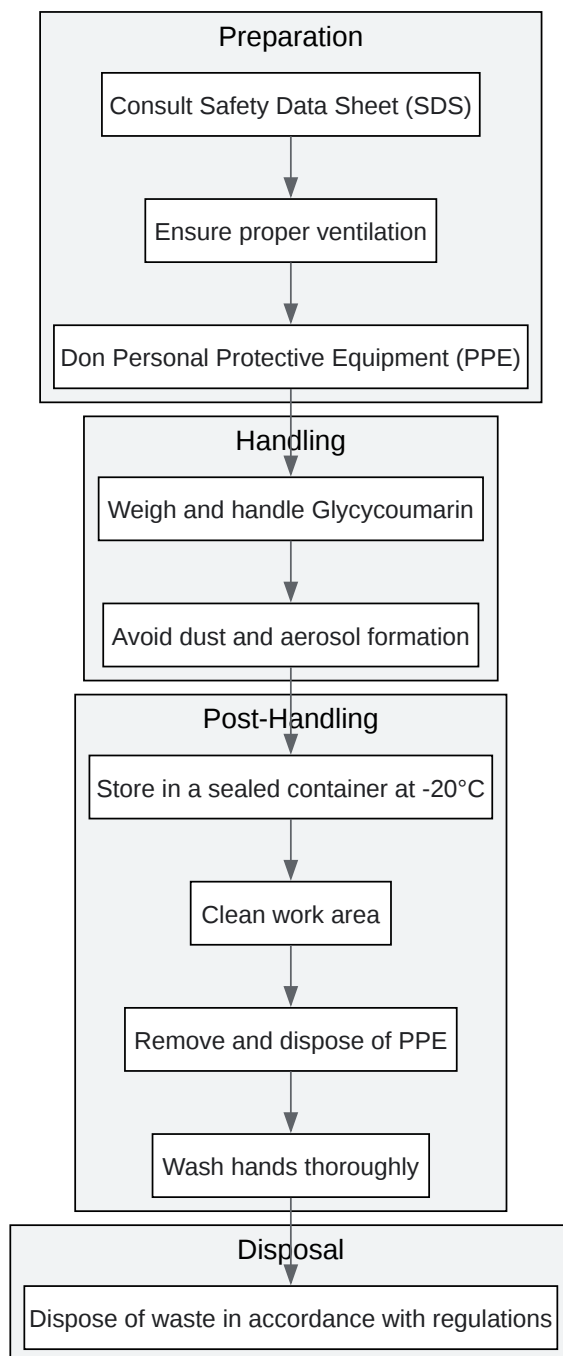 Preparation
Consult Safety Data Sheet (SDS)
Ensure proper ventilation
Don Personal Protective Equipment (PPE)
Handling
Weigh and handle Glycycoumarin
Avoid dust and aerosol formation
Post-Handling
Store in a sealed container at -20°C
Clean work area
Remove and dispose of PPE
Wash hands thoroughly
Disposal
Dispose of waste in accordance with regulations